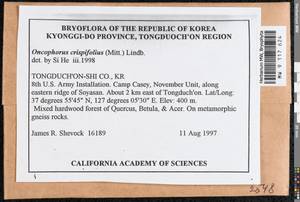 BRYOFLORA OF THE REPUBLIC OF KOREA
KYONGGI-DO PROVINCE, TONGDUOCH'ON REGION
Oncophorus crispifolius (Mitt.) Lindb.
det. by Si He iii.1998
TONGDUCH'ON-SHI CO., KR
8th U.S. Army Installation. Camp Casey, November Unit, along
eastern ridge of Soyasan. About 2 km east of Tongduch'on. Lat/Long:
37 degrees 55'45" N, 127 degrees 05'30" E. Elev: 400 m.
Mixed hardwood forest of Quercus, Betula, & Acer. On metamorphic
gneiss rocks.
James R. Shevock 16189 11 Aug 1997
CALIFORNIA ACADEMY OF SCIENCES